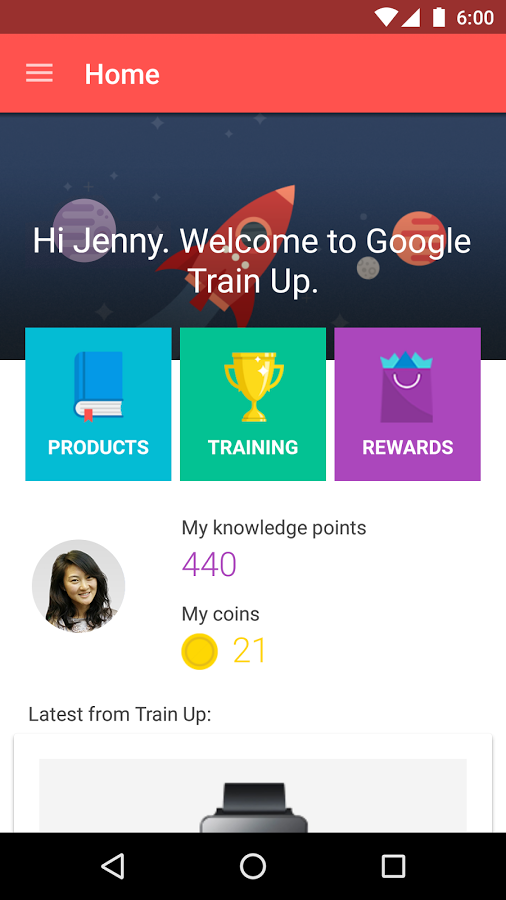 6:00
Home
Hi Jenny. Welcome to Google
Train Up.
PRODUCTS
TRAINING
REWARDS
My knowledge points
440
My coins
21
Latest from Train Up: